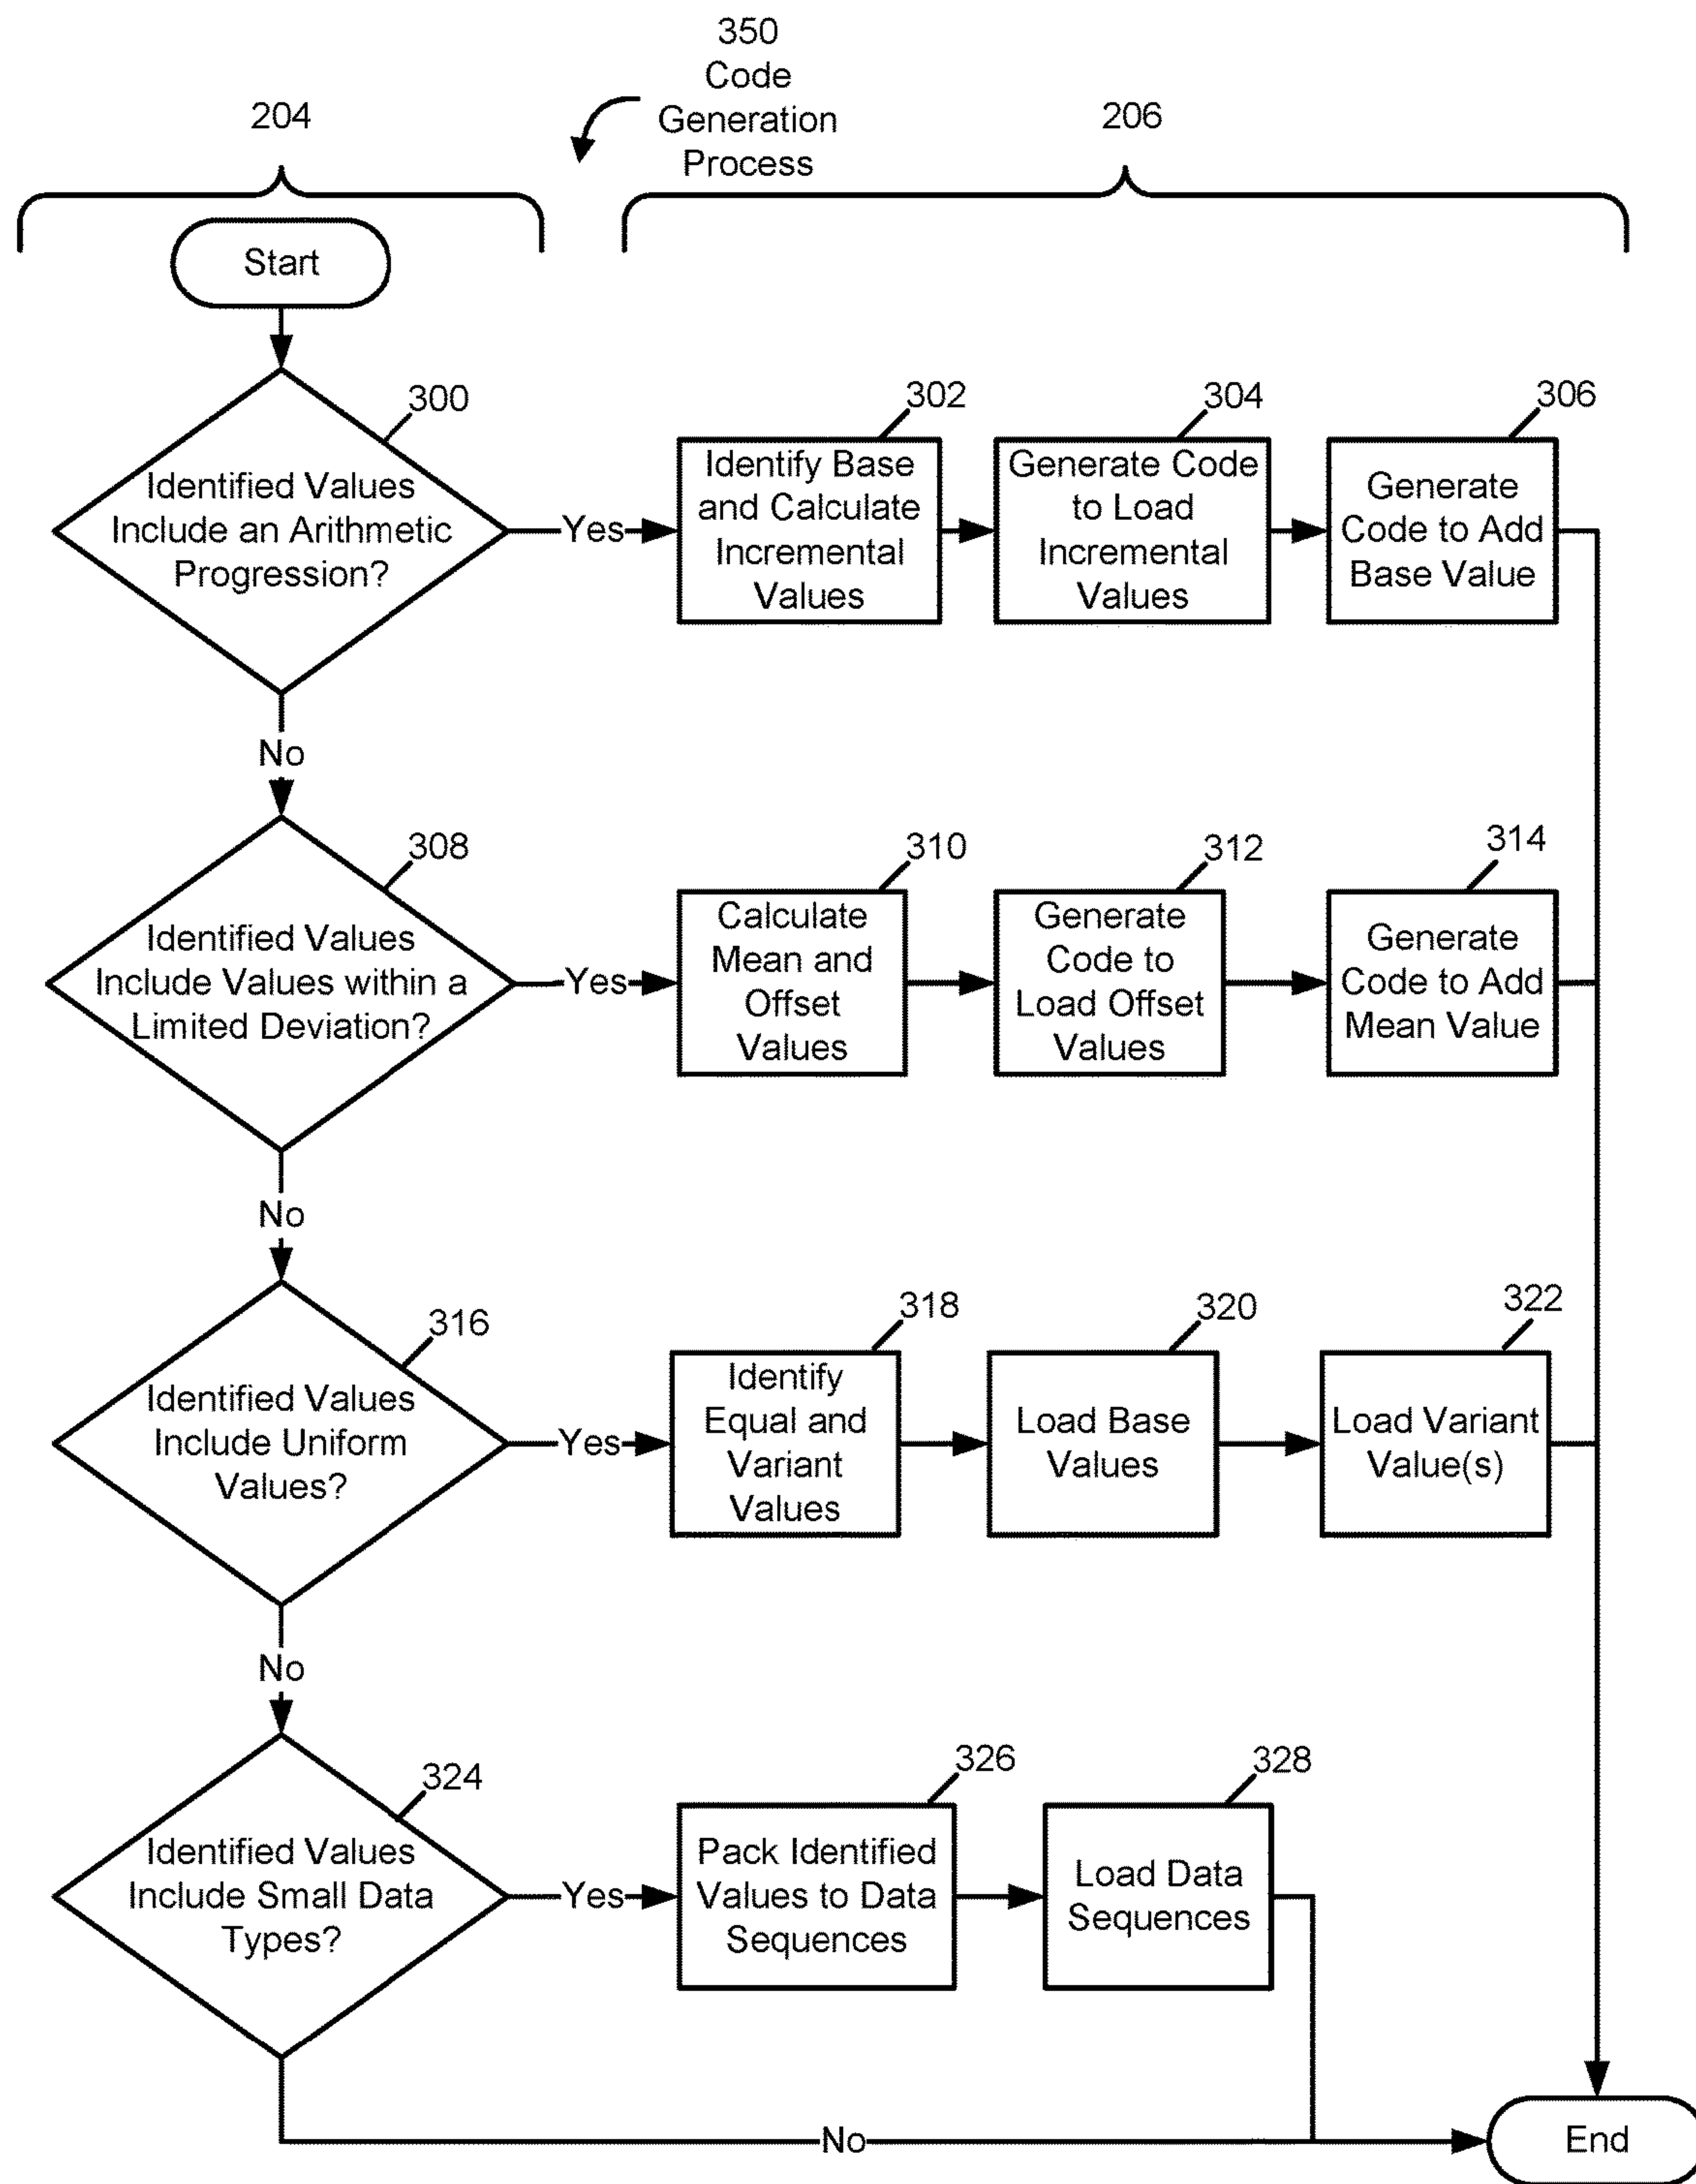 350
Code
Generation
Process
204
206
Start
300
Identified Values
Include an Arithmetic
Progression?
Yes
302
Identify Base
and Calculate
Incremental
Values
304
Generate Code
to Load
Incremental
Values
306
Generate
Code to Add
Base Value
No
308
Identified Values
Include Values within a
Limited Deviation?
Yes
310
Calculate
Mean and
Offset
Values
312
Generate
Code to
Load Offset
Values
314
Generate
Code to Add
Mean Value
No
316
Identified Values
Include Uniform
Values?
Yes
318
Identify
Equal and
Variant
Values
320
Load Base
Values
322
Load Variant
Value(s)
No
324
Identified Values
Include Small Data
Types?
Yes
326
Pack Identified
Values to Data
Sequences
328
Load Data
Sequences
No
End